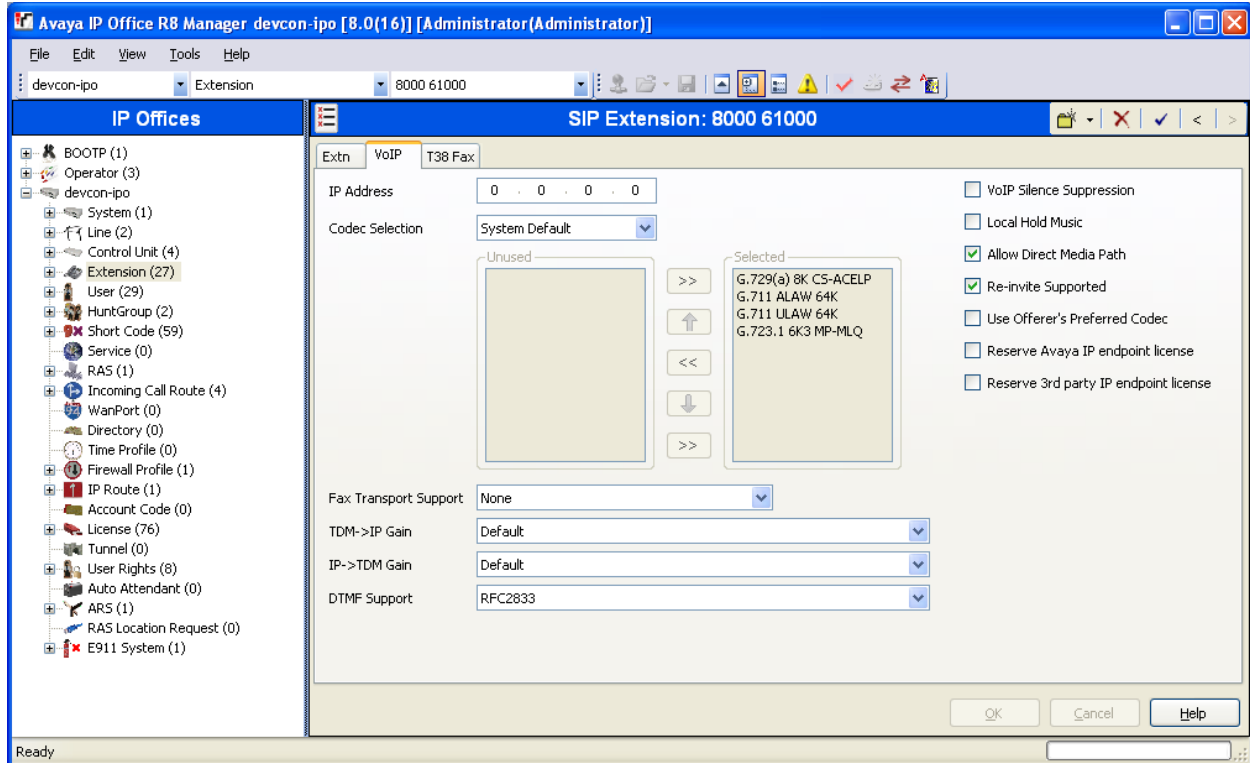 Avaya IP Office R8 Manager devcon-ipo [8.0(16)] [Administrator(Administrator)]
File Edit View Tools Help
devcon-ipo Extension 8000 61000
IP Offices
BOOTP (1)
Operator (3)
devcon-ipo
System (1)
Line (2)
Control Unit (4)
Extension (27)
User (29)
HuntGroup (2)
Short Code (59)
Service (0)
RAS (1)
Incoming Call Route (4)
WanPort (0)
Directory (0)
Time Profile (0)
Firewall Profile (1)
IP Route (1)
Account Code (0)
License (76)
Tunnel (0)
User Rights (8)
Auto Attendant (0)
ARS (1)
RAS Location Request (0)
E911 System (1)
SIP Extension: 8000 61000
Extn VoIP T38 Fax
IP Address 0 . 0 . 0 . 0
Codec Selection System Default
Unused
>>
<<
>>
Selected
G.729(a) 8K CS-ACELP
G.711 ALAW 64K
G.711 ULAW 64K
G.723.1 6K3 MP-MLQ
Fax Transport Support None
TDM->IP Gain Default
IP->TDM Gain Default
DTMF Support RFC2833
VoIP Silence Suppression
Local Hold Music
Allow Direct Media Path
Re-invite Supported
Use Offerer's Preferred Codec
Reserve Avaya IP endpoint license
Reserve 3rd party IP endpoint license
OK Cancel Help
Ready